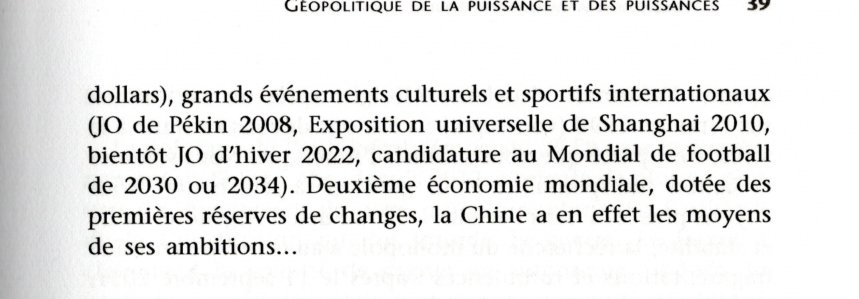 GÉOPOLITIQUE DE LA PUISSANCE ET DES PUISSANCES 39
dollars), grands événements culturels et sportifs internationaux
(JO de Pékin 2008, Exposition universelle de Shanghai 2010,
bientôt JO d’hiver 2022, candidature au Mondial de football
de 2030 ou 2034). Deuxième économie mondiale, dotée des
premières réserves de changes, la Chine a en effet les moyens
de ses ambitions...